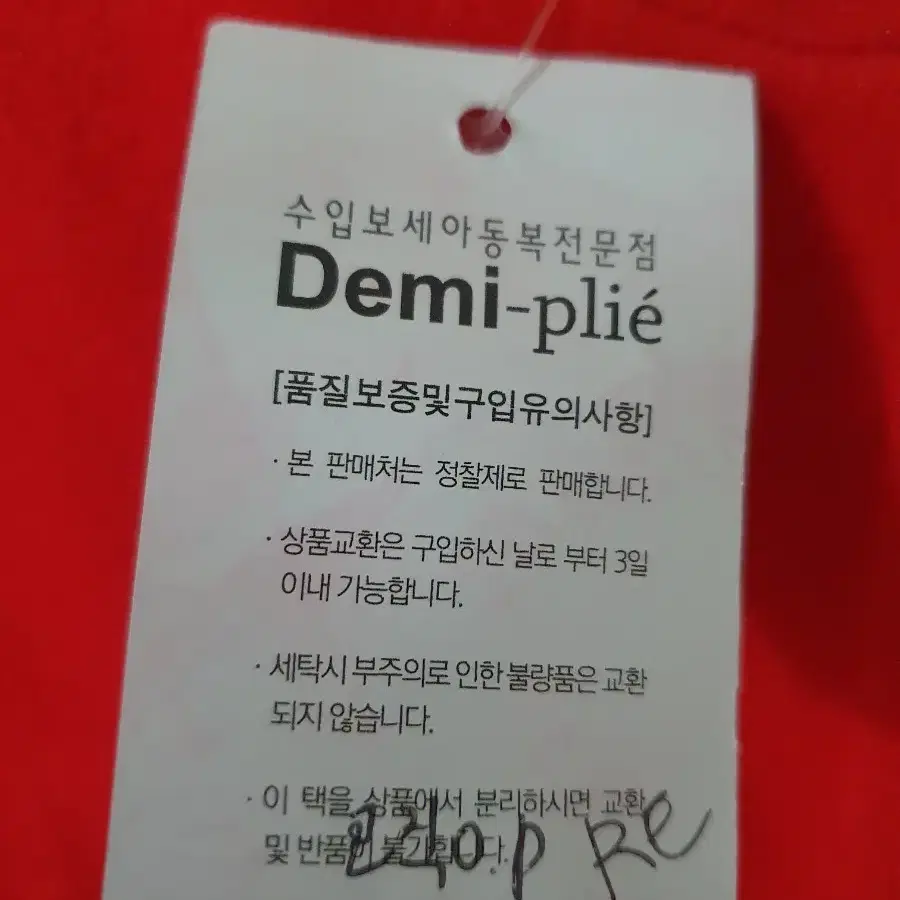 수입보세아동복전문점
Demi-plié
[품질보증및구입유의사항]
· 본 판매처는 정찰제로 판매합니다.
· 상품교환은 구입하신 날로 부터 3일
이내 가능합니다.
· 세탁시 부주의로 인한 불량품은 교환
되지 않습니다.
· 이 택을 상품에서 분리하시면 교환
및 반품이 불가합니다.
o.p Re